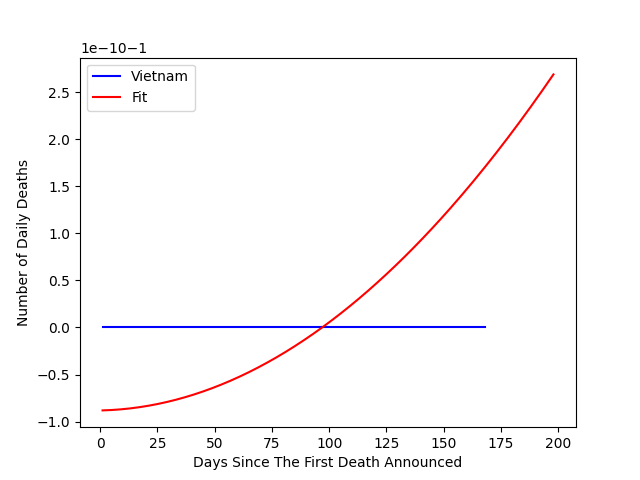 1e−10−1
Vietnam
Fit
2.5
2.0
1.5
1.0
0.5
0.0
−0.5
−1.0
Number of Daily Deaths
0 25 50 75 100 125 150 175 200
Days Since The First Death Announced